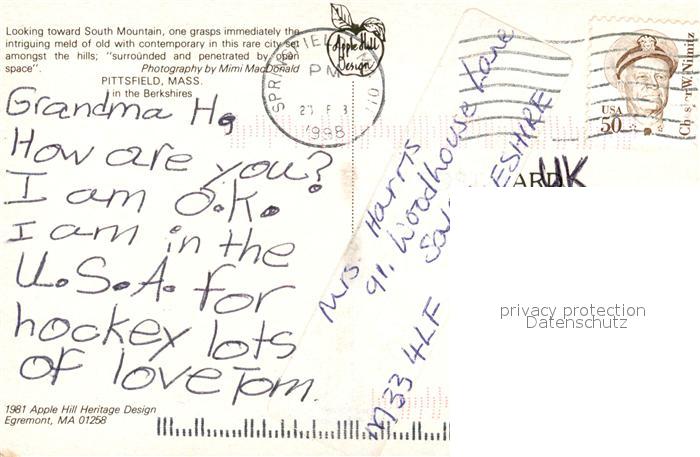 Looking toward South Mountain, one grasps immediately the
intriguing meld of old with contemporary in this rare city set
amongst the hills; "surrounded and penetrated by open
space".
Photography by Mimi MacDonald
PITTSFIELD, MASS.
in the Berkshires
Grandma H.
How are you?
I am O.K.
I am in the
U.S.A. for
hockey lots
of love Tom.
1981 Apple Hill Heritage Design
Egremont, MA 01258
Apple Hill
Design
PM
1998
USA
50
Mrs. Harris
91, Woodhouse Lane
M33 4LF
UK
privacy protection
Datenschutz